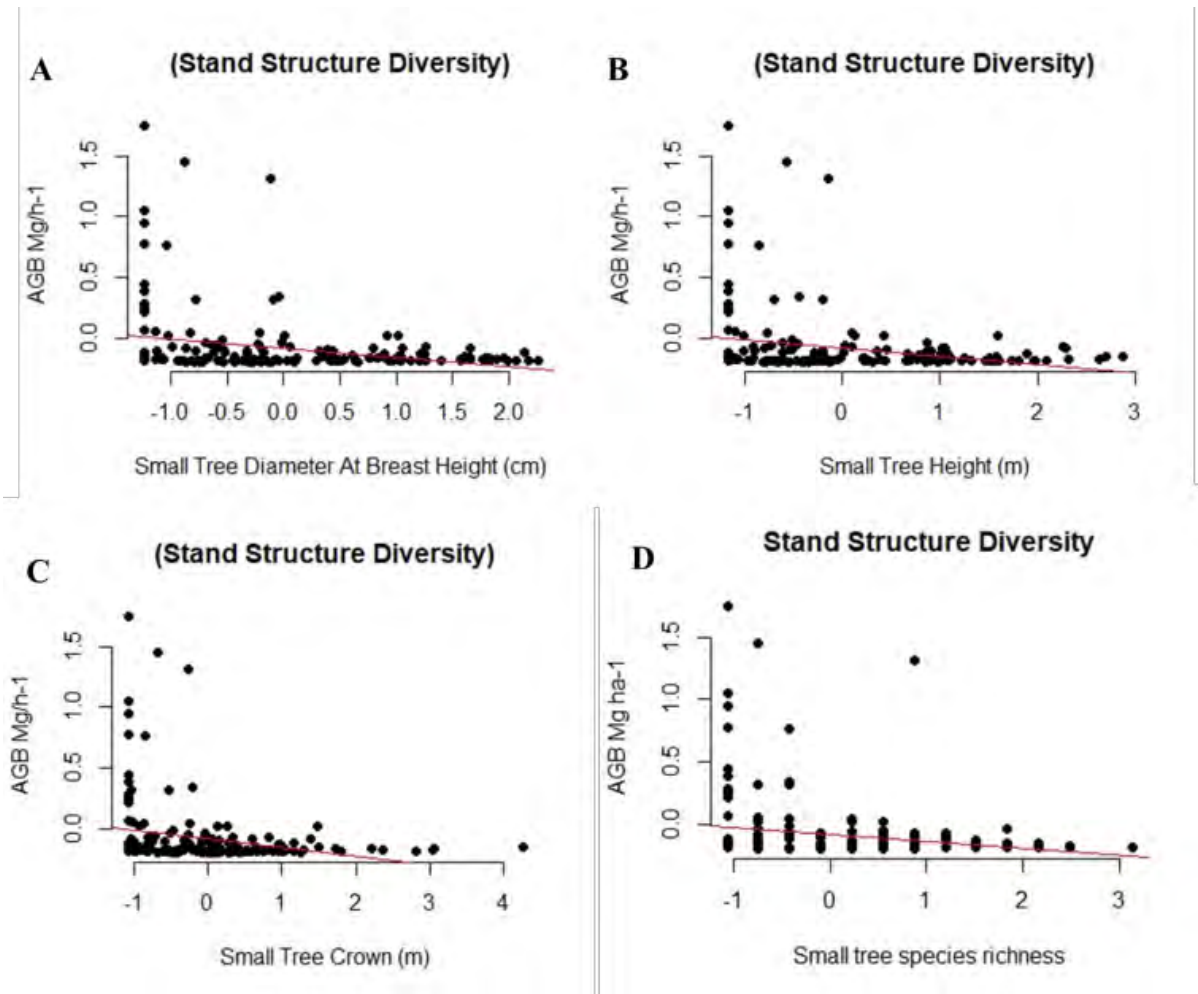 A
(Stand Structure Diversity)
AGB Mg/h-1
1.5
1.0
0.5
0.0
-1.0 -0.5 0.0 0.5 1.0 1.5 2.0
Small Tree Diameter At Breast Height (cm)
B
(Stand Structure Diversity)
AGB Mg/h-1
1.5
1.0
0.5
0.0
-1 0 1 2 3
Small Tree Height (m)
C
(Stand Structure Diversity)
AGB Mg/h-1
1.5
1.0
0.5
0.0
-1 0 1 2 3 4
Small Tree Crown (m)
D
Stand Structure Diversity
AGB Mg ha-1
1.5
1.0
0.5
0.0
-1 0 1 2 3
Small tree species richness